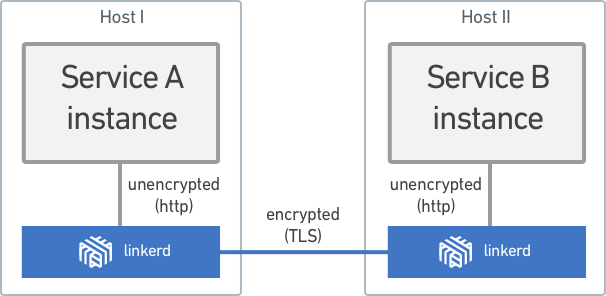 Host I
Service A
instance
unencrypted
(http)
linkerd
encrypted
(TLS)
Host II
Service B
instance
unencrypted
(http)
linkerd